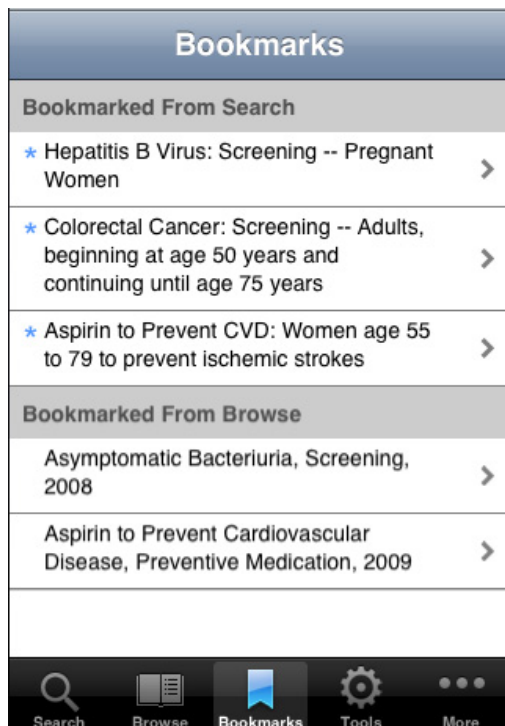 Bookmarks
Bookmarked From Search
* Hepatitis B Virus: Screening -- Pregnant
Women
* Colorectal Cancer: Screening -- Adults,
beginning at age 50 years and
continuing until age 75 years
* Aspirin to Prevent CVD: Women age 55
to 79 to prevent ischemic strokes
Bookmarked From Browse
Asymptomatic Bacteriuria, Screening,
2008
Aspirin to Prevent Cardiovascular
Disease, Preventive Medication, 2009
Search Browse Bookmarks Tools More